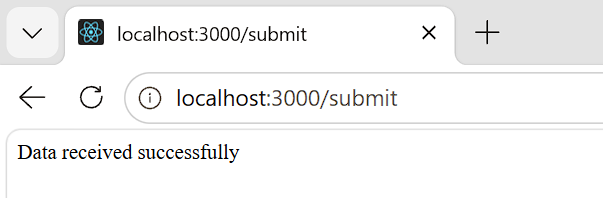 localhost:3000/submit
localhost:3000/submit
Data received successfully